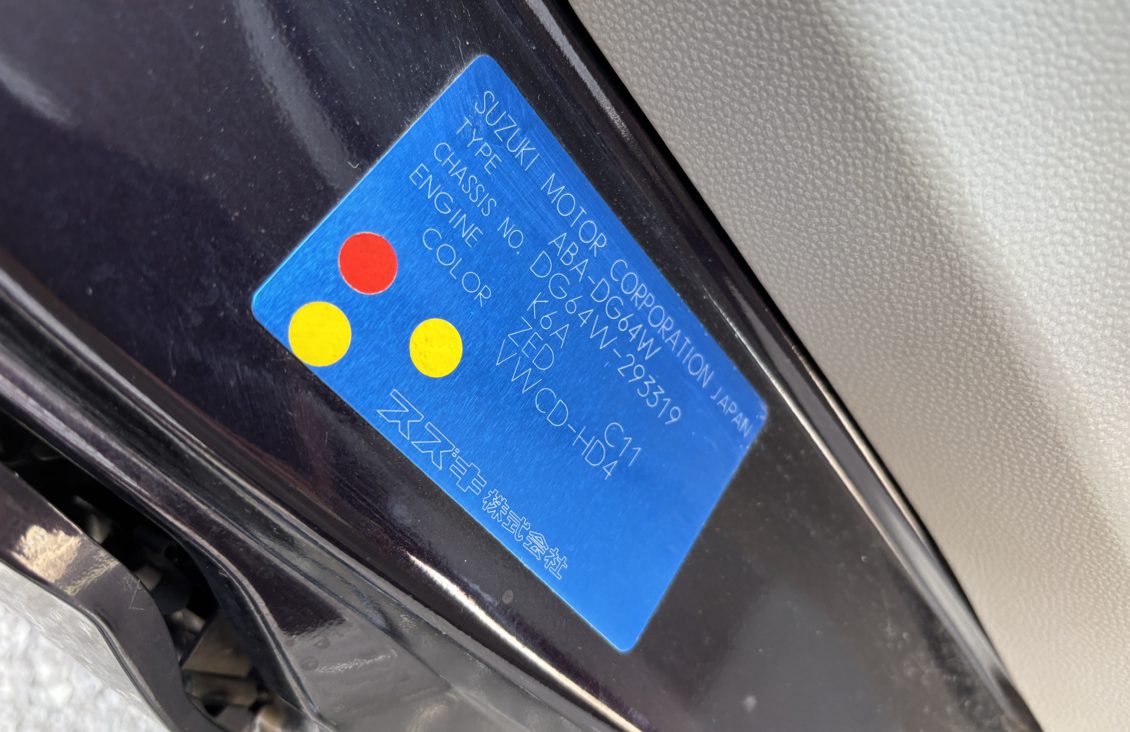 SUZUKI MOTOR CORPORATION JAPAN
TYPE ABA-DG64W
CHASSIS NO. DG64W-293319
ENGINE K6A
COLOR ZED C11
VWCD-HD4
スズキ株式会社